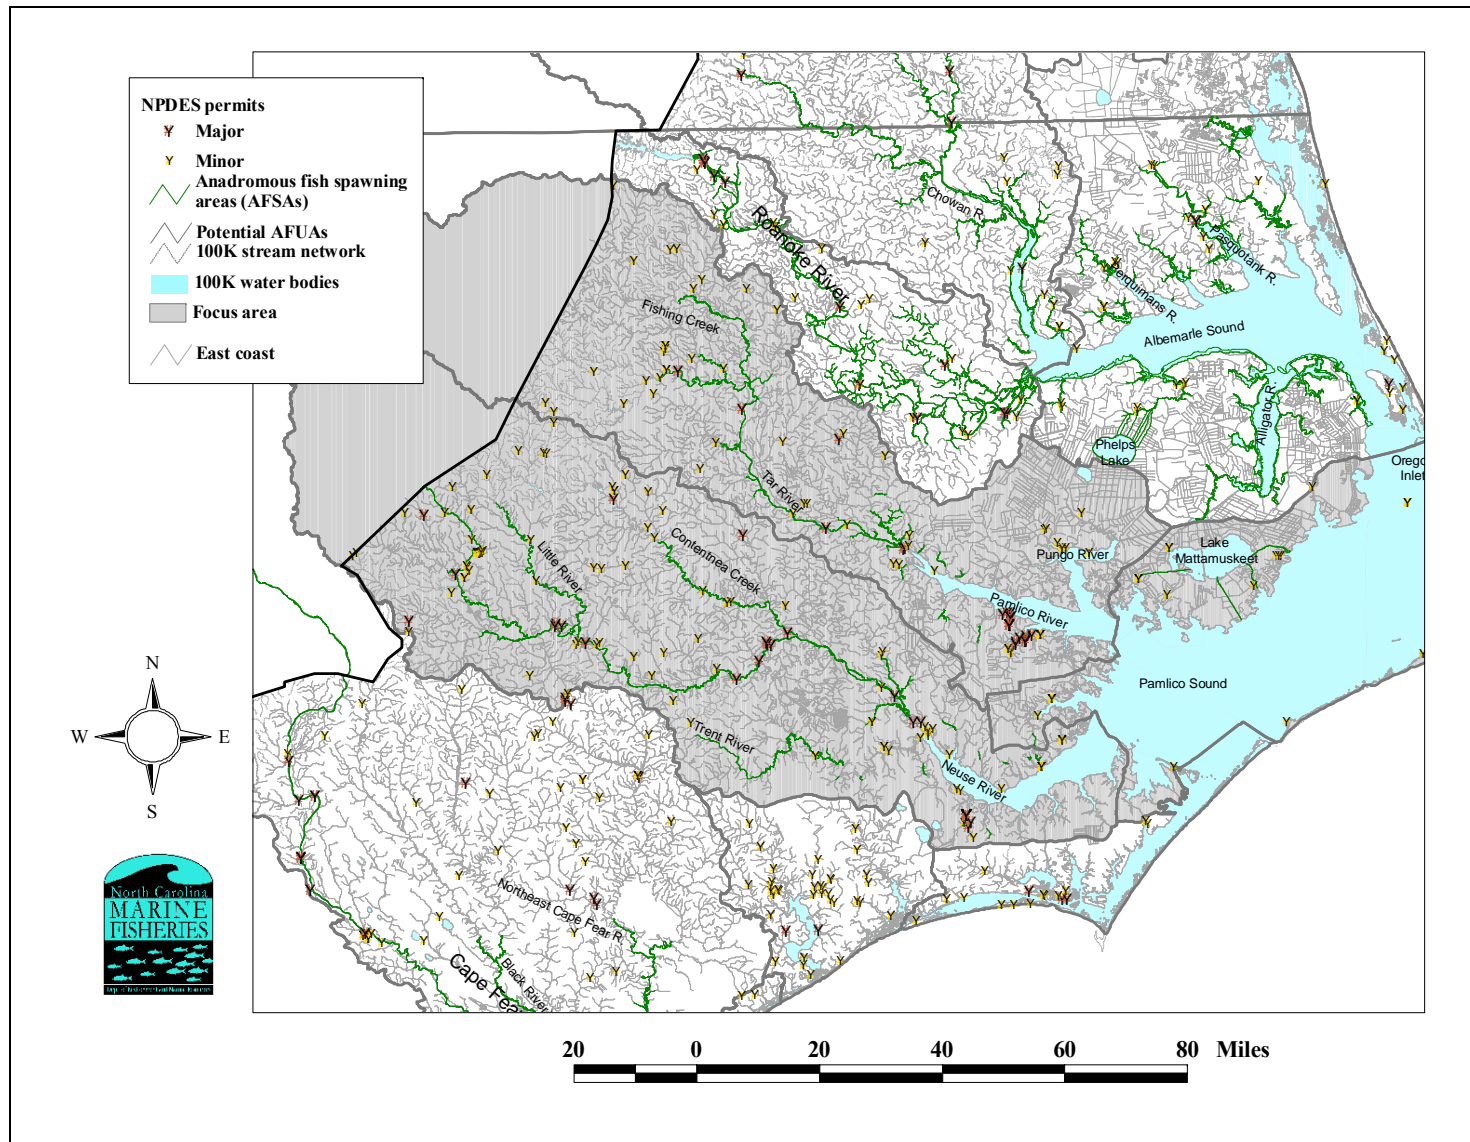 NPDES permits
Major
Minor
Anadromous fish spawning
areas (AFSAs)
Potential AFUAs
100K stream network
100K water bodies
Focus area
East coast
Roanoke River
Chowan R.
Pasquotank R.
Perquimans R.
Albemarle Sound
Fishing Creek
Alligator R.
Phelps
Lake
Orego
Inlet
Tar River
Contentnea Creek
Little River
Pungo River
Lake
Mattamuskeet
Pamlico River
Pamlico Sound
Trent River
Neuse River
Northeast Cape Fear R.
Black River
Cape Fear
N
W
E
S
North Carolina
MARINE
FISHERIES
20 0 20 40 60 80 Miles